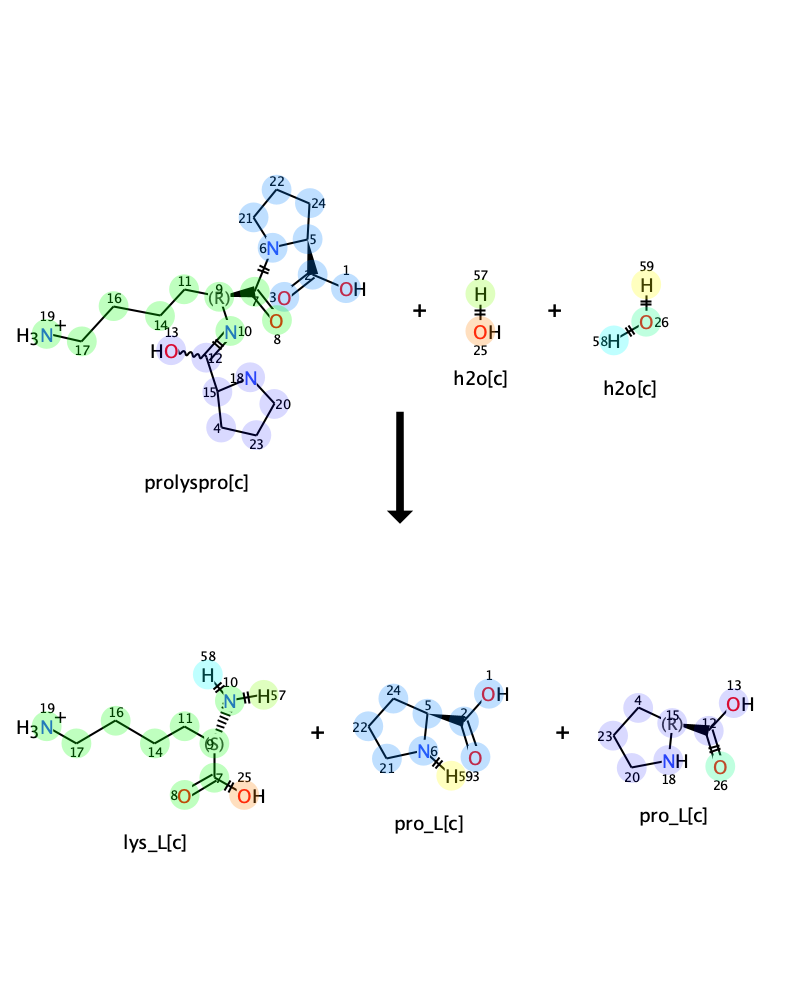 22
24
21
5
6 N
2
1
OH
3 O
7
O
8
9
(R)
11
16
14
19
H3N +
17
N 10
13
HO
12
15
18 N
20
4
23
prolyspro[c]
+
57
H
OH
25
h2o[c]
+
59
H
O 26
58 H
h2o[c]
58
H
10
N
H 57
19
H3N +
16
11
17
14
9
(S)
7
8 O
25
OH
lys_L[c]
+
1
OH
24
5
2
22
N 6
O
3
21
H 59
pro_L[c]
+
4
15
(R)
13
OH
12
23
20
NH
18
O
26
pro_L[c]